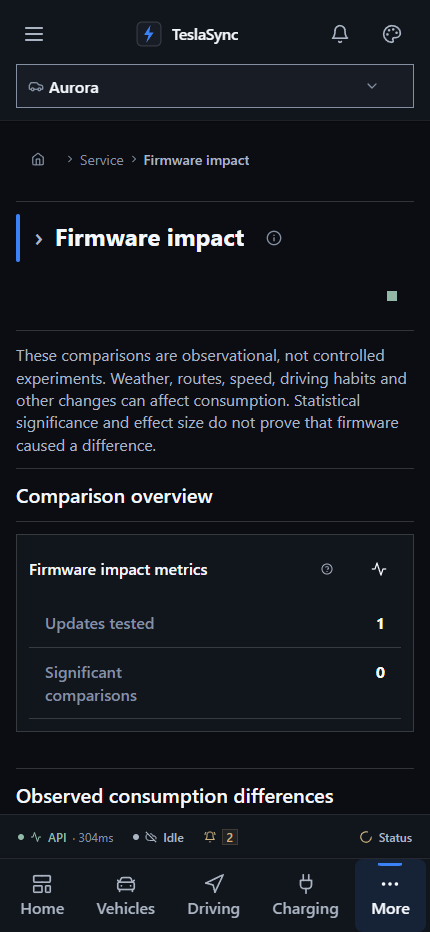 TeslaSync
Aurora
Service
Firmware impact
Firmware impact
These comparisons are observational, not controlled
experiments. Weather, routes, speed, driving habits and
other changes can affect consumption. Statistical
significance and effect size do not prove that firmware
caused a difference.
Comparison overview
Firmware impact metrics
Updates tested 1
Significant
comparisons 0
Observed consumption differences
API · 304ms Idle 2 Status
Home Vehicles Driving Charging More